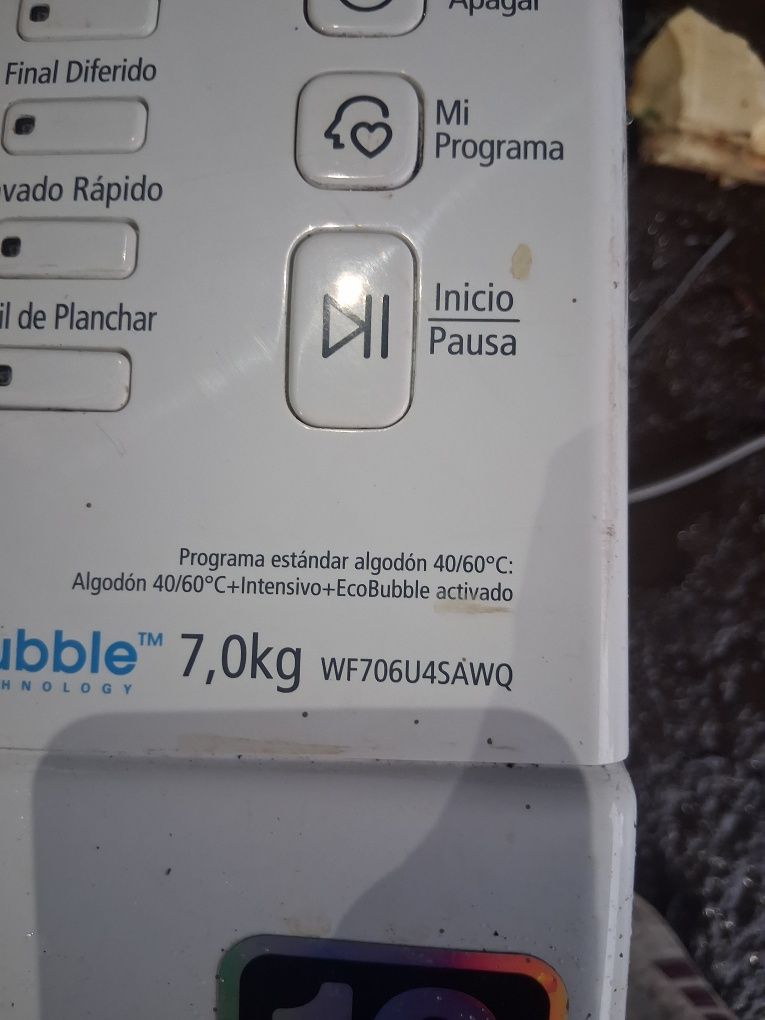 Apagar
Final Diferido
Mi
Programa
vado Rápido
Inicio
Pausa
il de Planchar
Programa estándar algodón 40/60°C:
Algodón 40/60°C+Intensivo+EcoBubble activado
ubble™ 7,0kg WF706U4SAWQ
HNOLOGY